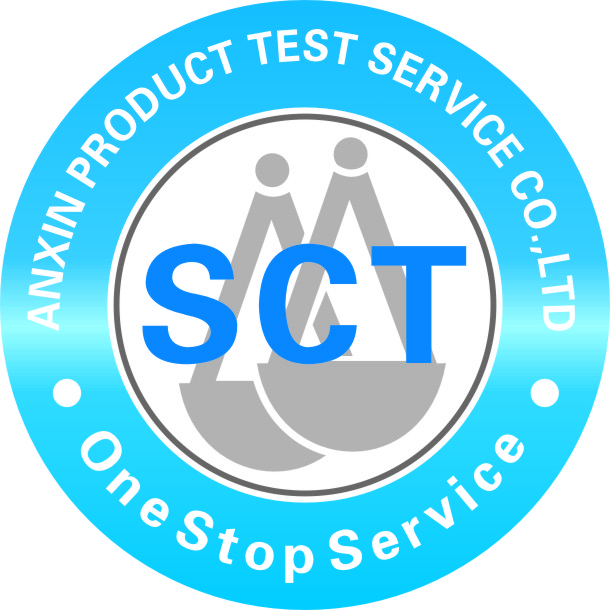 ANXIN PRODUCT TEST SERVICE CO.,LTD
SCT
One Stop Service